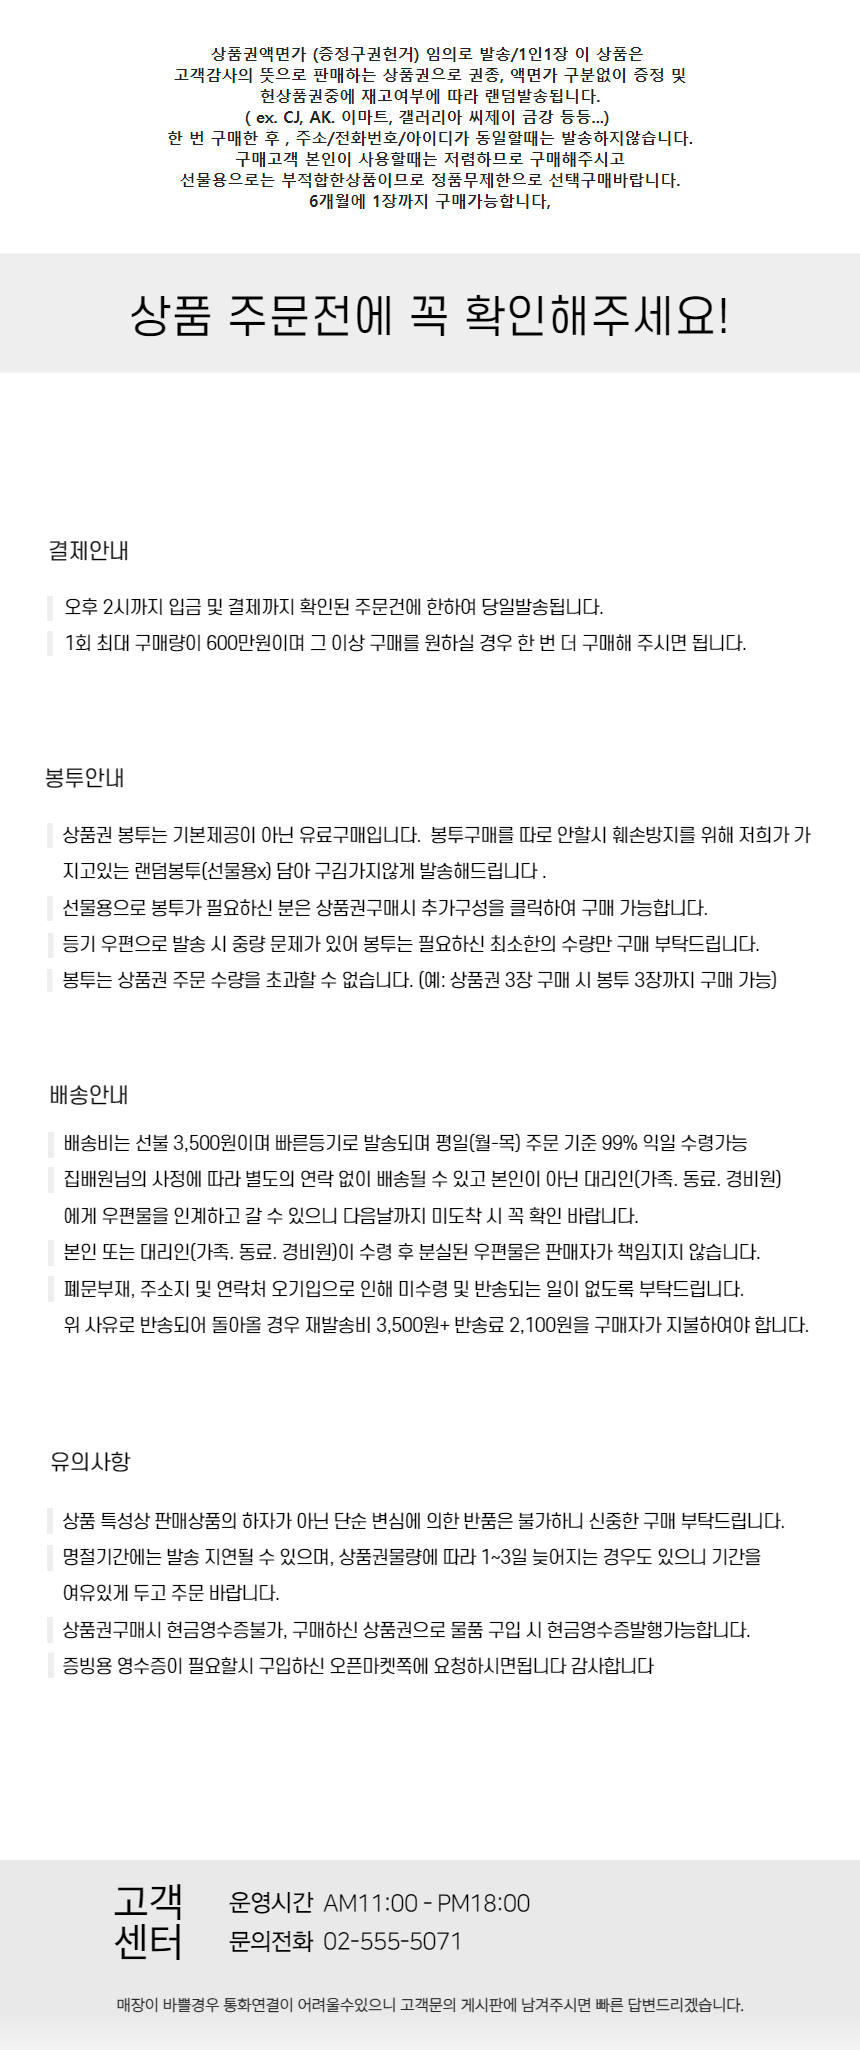 상품권액면가 (증정구권헌거) 임의로 발송/1인1장 이 상품은
고객감사의 뜻으로 판매하는 상품권으로 권종, 액면가 구분없이 증정 및
헌상품권중에 재고여부에 따라 랜덤발송됩니다.
( ex. CJ, AK. 이마트, 갤러리아 씨제이 금강 등등...)
한 번 구매한 후 , 주소/전화번호/아이디가 동일할때는 발송하지않습니다.
구매고객 본인이 사용할때는 저렴하므로 구매해주시고
선물용으로는 부적합한상품이므로 정품무제한으로 선택구매바랍니다.
6개월에 1장까지 구매가능합니다,
상품 주문전에 꼭 확인해주세요!
결제안내
오후 2시까지 입금 및 결제까지 확인된 주문건에 한하여 당일발송됩니다.
1회 최대 구매량이 600만원이며 그 이상 구매를 원하실 경우 한 번 더 구매해 주시면 됩니다.
봉투안내
상품권 봉투는 기본제공이 아닌 유료구매입니다. 봉투구매를 따로 안할시 훼손방지를 위해 저희가 가
지고있는 랜덤봉투(선물용x) 담아 구김가지않게 발송해드립니다 .
선물용으로 봉투가 필요하신 분은 상품권구매시 추가구성을 클릭하여 구매 가능합니다.
등기 우편으로 발송 시 중량 문제가 있어 봉투는 필요하신 최소한의 수량만 구매 부탁드립니다.
봉투는 상품권 주문 수량을 초과할 수 없습니다. (예: 상품권 3장 구매 시 봉투 3장까지 구매 가능)
배송안내
배송비는 선불 3,500원이며 빠른등기로 발송되며 평일(월-목) 주문 기준 99% 익일 수령가능
집배원님의 사정에 따라 별도의 연락 없이 배송될 수 있고 본인이 아닌 대리인(가족. 동료. 경비원)
에게 우편물을 인계하고 갈 수 있으니 다음날까지 미도착 시 꼭 확인 바랍니다.
본인 또는 대리인(가족. 동료. 경비원)이 수령 후 분실된 우편물은 판매자가 책임지지 않습니다.
폐문부재, 주소지 및 연락처 오기입으로 인해 미수령 및 반송되는 일이 없도록 부탁드립니다.
위 사유로 반송되어 돌아올 경우 재발송비 3,500원+ 반송료 2,100원을 구매자가 지불하여야 합니다.
유의사항
상품 특성상 판매상품의 하자가 아닌 단순 변심에 의한 반품은 불가하니 신중한 구매 부탁드립니다.
명절기간에는 발송 지연될 수 있으며, 상품권물량에 따라 1~3일 늦어지는 경우도 있으니 기간을
여유있게 두고 주문 바랍니다.
상품권구매시 현금영수증불가, 구매하신 상품권으로 물품 구입 시 현금영수증발행가능합니다.
증빙용 영수증이 필요할시 구입하신 오픈마켓쪽에 요청하시면됩니다 감사합니다
고객
센터
운영시간 AM11:00 - PM18:00
문의전화 02-555-5071
매장이 바쁠경우 통화연결이 어려울수있으니 고객문의 게시판에 남겨주시면 빠른 답변드리겠습니다.